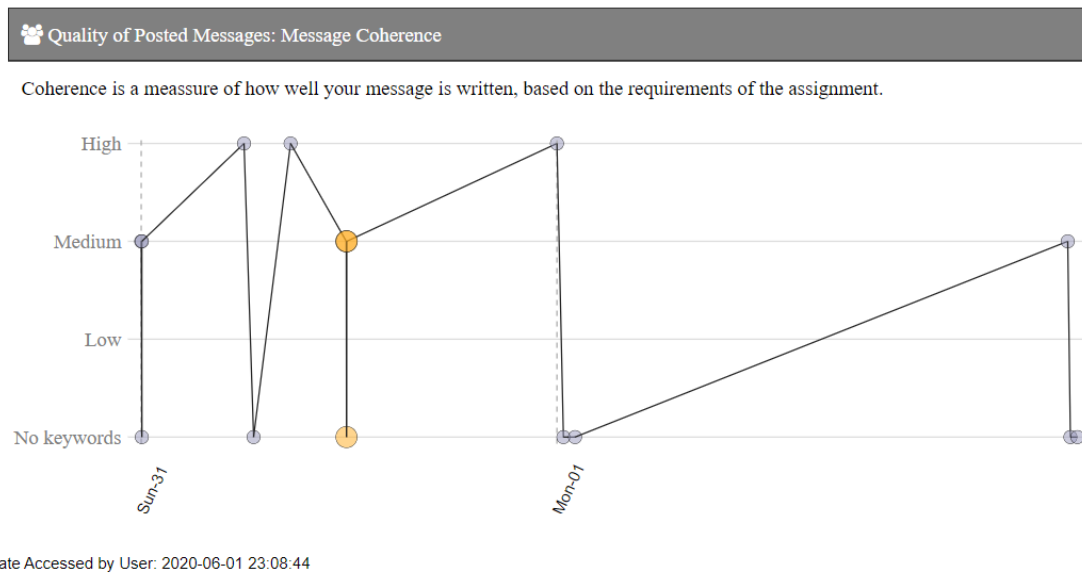 Quality of Posted Messages: Message Coherence
Coherence is a meassure of how well your message is written, based on the requirements of the assignment.
High
Medium
Low
No keywords
Sun-31
Mon-01
ate Accessed by User: 2020-06-01 23:08:44